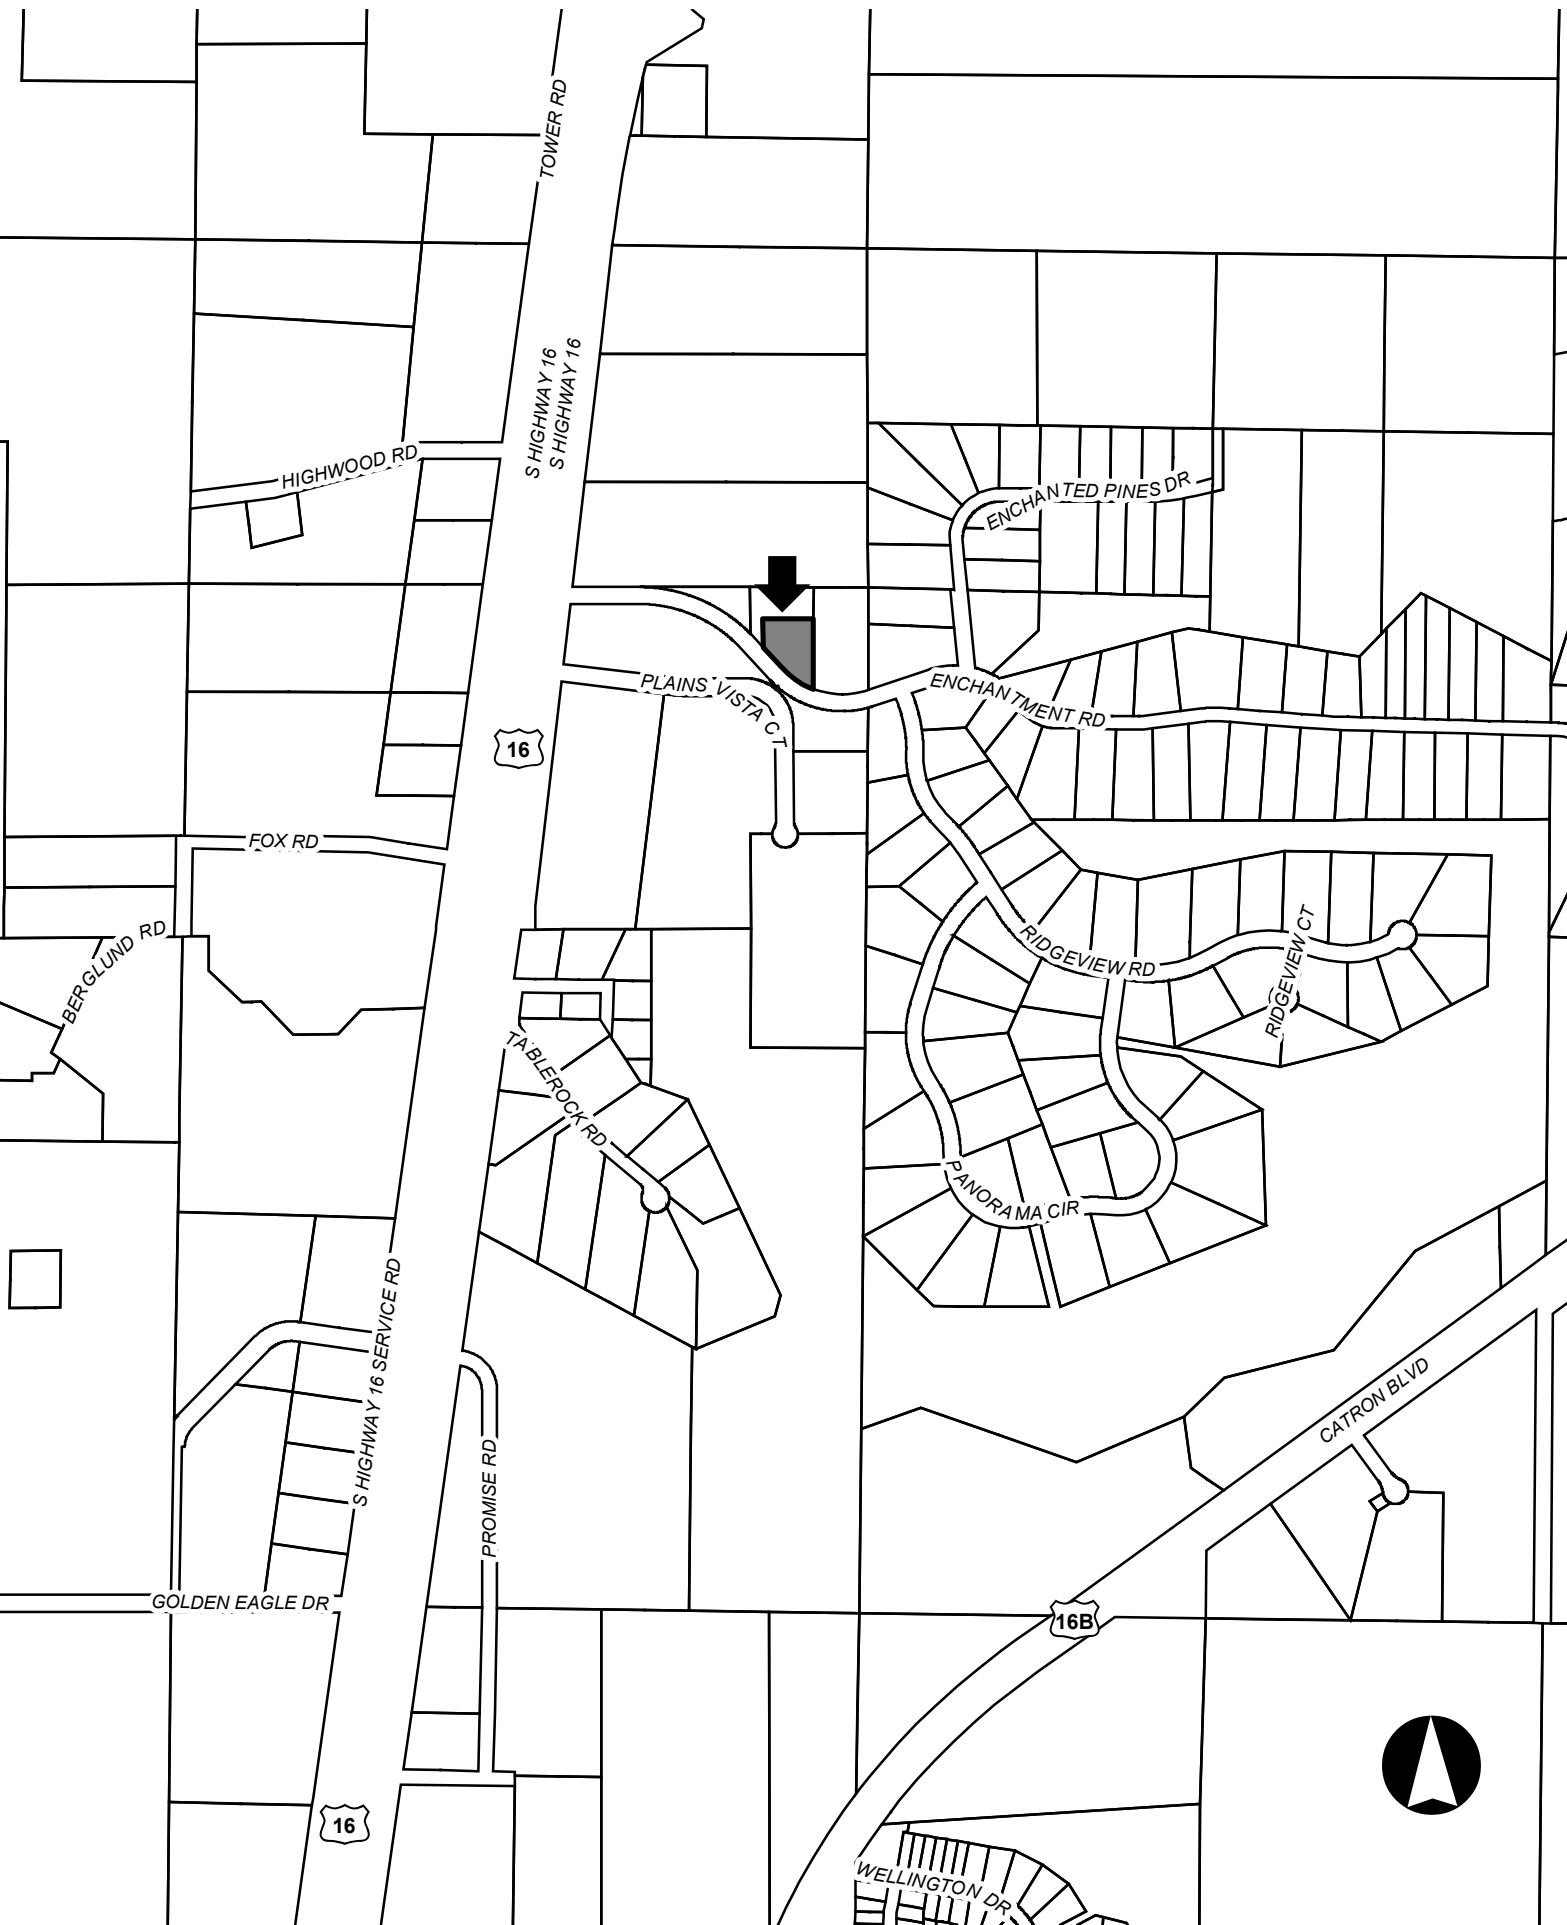 TOWER RD
S HIGHWAY 16
S HIGHWAY 16
HIGHWOOD RD
ENCHANTED PINES DR
PLAINS VISTA CT
ENCHANTMENT RD
16
FOX RD
BERGLUND RD
RIDGEVIEW RD
RIDGEVIEW CT
TABLEROCK RD
PANORAMA CIR
S HIGHWAY 16 SERVICE RD
CATRON BLVD
PROMISE RD
GOLDEN EAGLE DR
16B
16
WELLINGTON DR